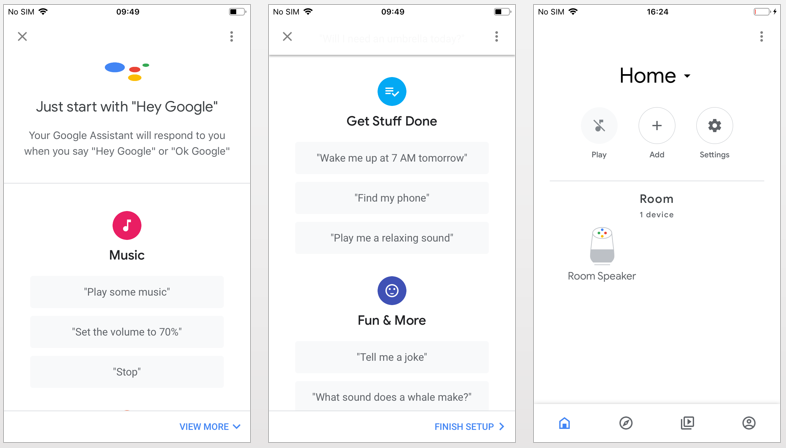 No SIM 09:49
Just start with "Hey Google"
Your Google Assistant will respond to you
when you say "Hey Google" or "Ok Google"
Music
"Play some music"
"Set the volume to 70%"
"Stop"
VIEW MORE
No SIM 09:49
Get Stuff Done
"Wake me up at 7 AM tomorrow"
"Find my phone"
"Play me a relaxing sound"
Fun & More
"Tell me a joke"
"What sound does a whale make?"
FINISH SETUP
No SIM 16:24
Home
Play Add Settings
Room
1 device
Room Speaker